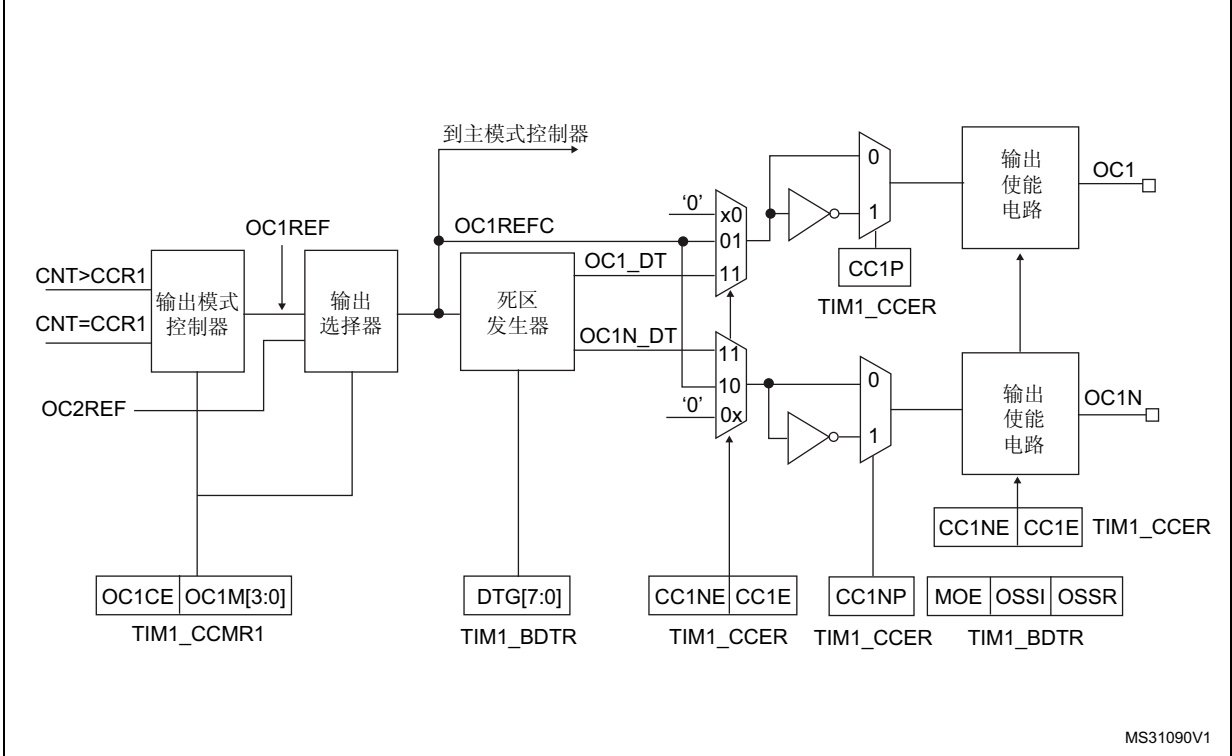 到主模式控制器
OC1REF
OC1REFC
CNT>CCR1
CNT=CCR1
OC2REF
输出模式
控制器
输出
选择器
死区
发生器
OC1_DT
OC1N_DT
‘0’
x0
01
11
11
10
0x
‘0’
0
1
CC1P
TIM1_CCER
0
1
输出
使能
电路
OC1
输出
使能
电路
OC1N
CC1NE CC1E TIM1_CCER
OC1CE OC1M[3:0]
TIM1_CCMR1
DTG[7:0]
TIM1_BDTR
CC1NE CC1E
TIM1_CCER
CC1NP
TIM1_CCER
MOE OSSI OSSR
TIM1_BDTR
MS31090V1